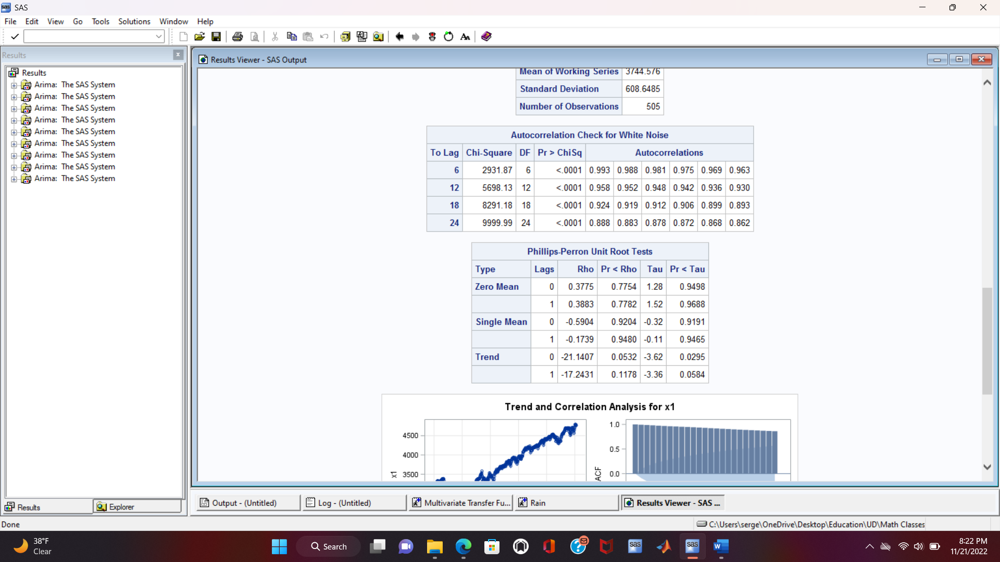 SAS
File Edit View Go Tools Solutions Window Help
Results
Results
Arima: The SAS System
Arima: The SAS System
Arima: The SAS System
Arima: The SAS System
Arima: The SAS System
Arima: The SAS System
Arima: The SAS System
Arima: The SAS System
Arima: The SAS System
Results
Explorer
Results Viewer - SAS Output
Mean of Working Series 3744.576
Standard Deviation 608.6485
Number of Observations 505
Autocorrelation Check for White Noise
To Lag Chi-Square DF Pr > ChiSq Autocorrelations
6 2931.87 6 <.0001 0.993 0.988 0.981 0.975 0.969 0.963
12 5698.13 12 <.0001 0.958 0.952 0.948 0.942 0.936 0.930
18 8291.18 18 <.0001 0.924 0.919 0.912 0.906 0.899 0.893
24 9999.99 24 <.0001 0.888 0.883 0.878 0.872 0.868 0.862
Phillips-Perron Unit Root Tests
Type Lags Rho Pr < Rho Tau Pr < Tau
Zero Mean 0 0.3775 0.7754 1.28 0.9498
1 0.3883 0.7782 1.52 0.9688
Single Mean 0 -0.5904 0.9204 -0.32 0.9191
1 -0.1739 0.9480 -0.11 0.9465
Trend 0 -21.1407 0.0532 -3.62 0.0295
1 -17.2431 0.1178 -3.36 0.0584
Trend and Correlation Analysis for x1
4500
4000
3500
x1
1.0
0.5
0.0
ACF
Output - (Untitled)
Log - (Untitled)
Multivariate Transfer Fu...
Rain
Results Viewer - SAS ...
Done
C:\Users\serge\OneDrive\Desktop\Education\UD\Math Classes
38°F
Clear
Search
sas
sas
W
8:22 PM
11/21/2022